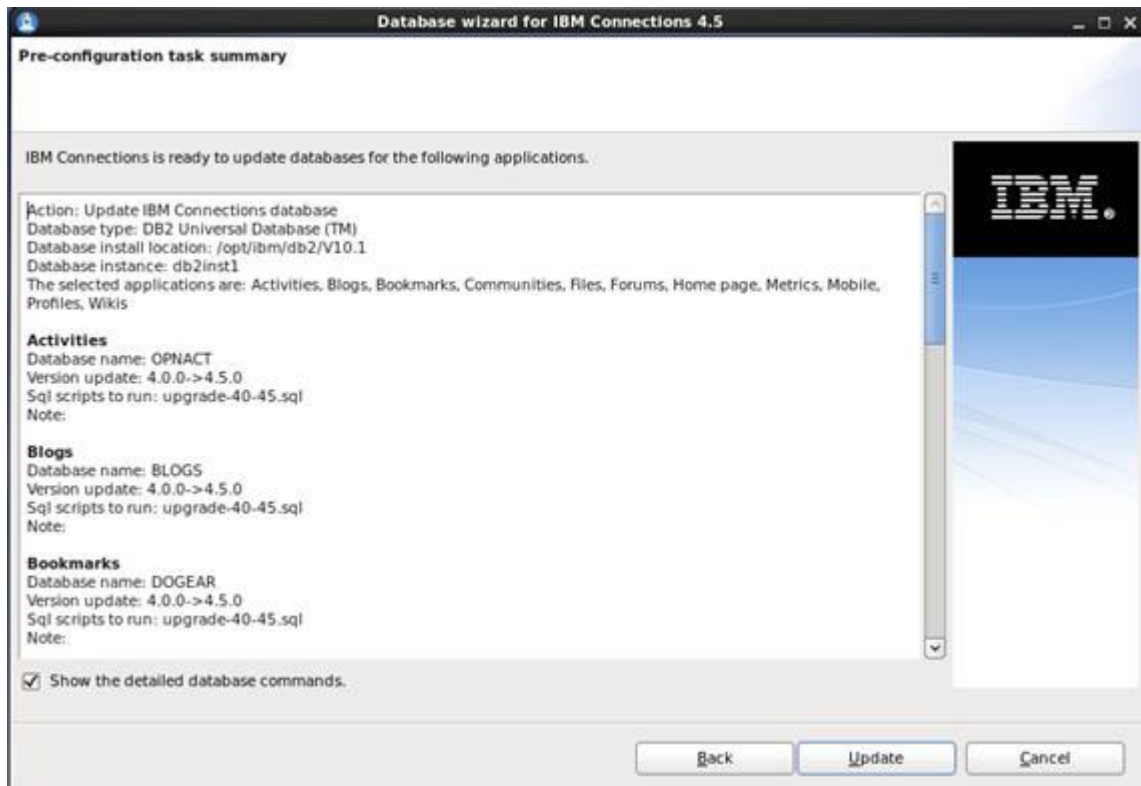 Database wizard for IBM Connections 4.5
Pre-configuration task summary
IBM Connections is ready to update databases for the following applications.
Action: Update IBM Connections database
Database type: DB2 Universal Database (TM)
Database install location: /opt/ibm/db2/V10.1
Database instance: db2inst1
The selected applications are: Activities, Blogs, Bookmarks, Communities, Files, Forums, Home page, Metrics, Mobile,
Profiles, Wikis
Activities
Database name: OPNACT
Version update: 4.0.0->4.5.0
Sql scripts to run: upgrade-40-45.sql
Note:
Blogs
Database name: BLOGS
Version update: 4.0.0->4.5.0
Sql scripts to run: upgrade-40-45.sql
Note:
Bookmarks
Database name: DOGEAR
Version update: 4.0.0->4.5.0
Sql scripts to run: upgrade-40-45.sql
Note:
IBM®
Show the detailed database commands.
Back
Update
Cancel